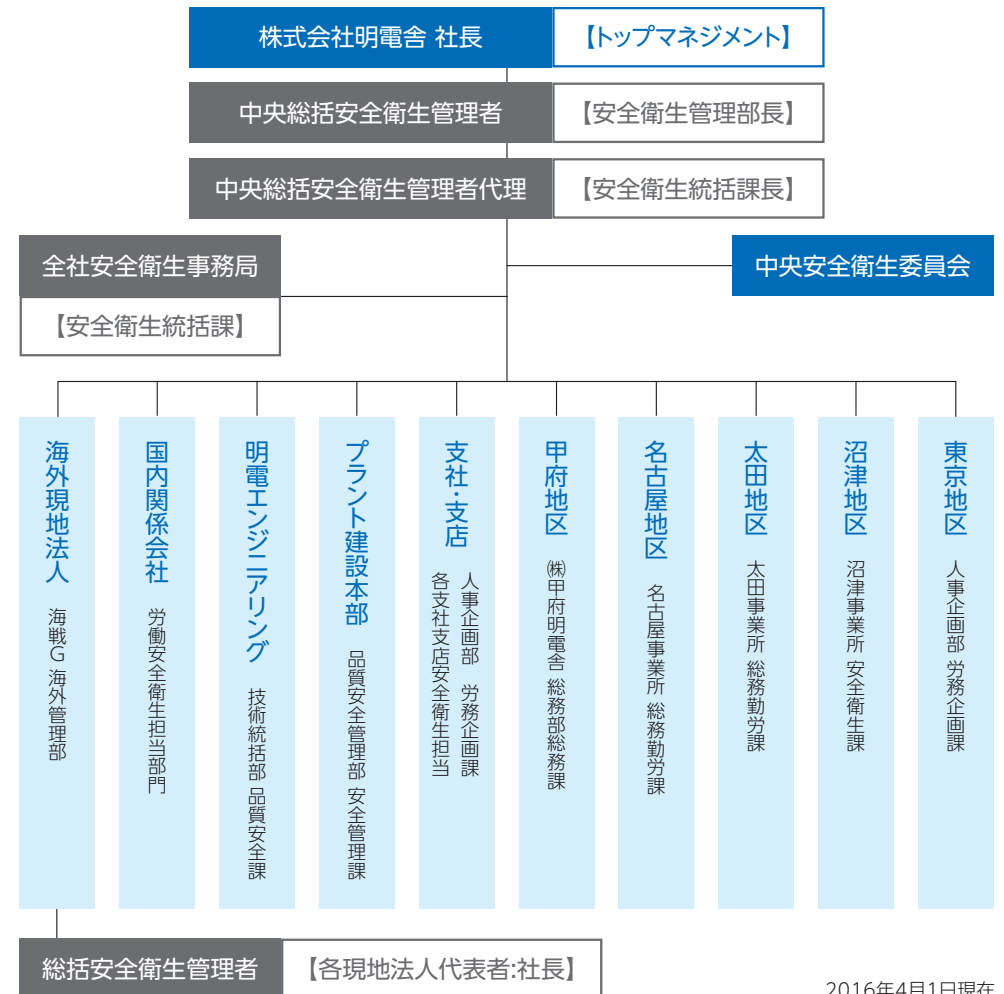 株式会社明電舎 社長
【トップマネジメント】
中央総括安全衛生管理者
【安全衛生管理部長】
中央総括安全衛生管理者代理
【安全衛生統括課長】
全社安全衛生事務局
【安全衛生統括課】
中央安全衛生委員会
海外現地法人
海戦G 海外管理部
国内関係会社
労働安全衛生担当部門
明電エンジニアリング
技術統括部 品質安全課
プラント建設本部
品質安全管理部 安全管理課
支社・支店
人事企画部 労務企画課
各支社支店安全衛生担当
甲府地区
㈱甲府明電舎 総務部総務課
名古屋地区
名古屋事業所 総務勤労課
太田地区
太田事業所 総務勤労課
沼津地区
沼津事業所 安全衛生課
東京地区
人事企画部 労務企画課
総括安全衛生管理者
【各現地法人代表者:社長】
2016年4月1日現在